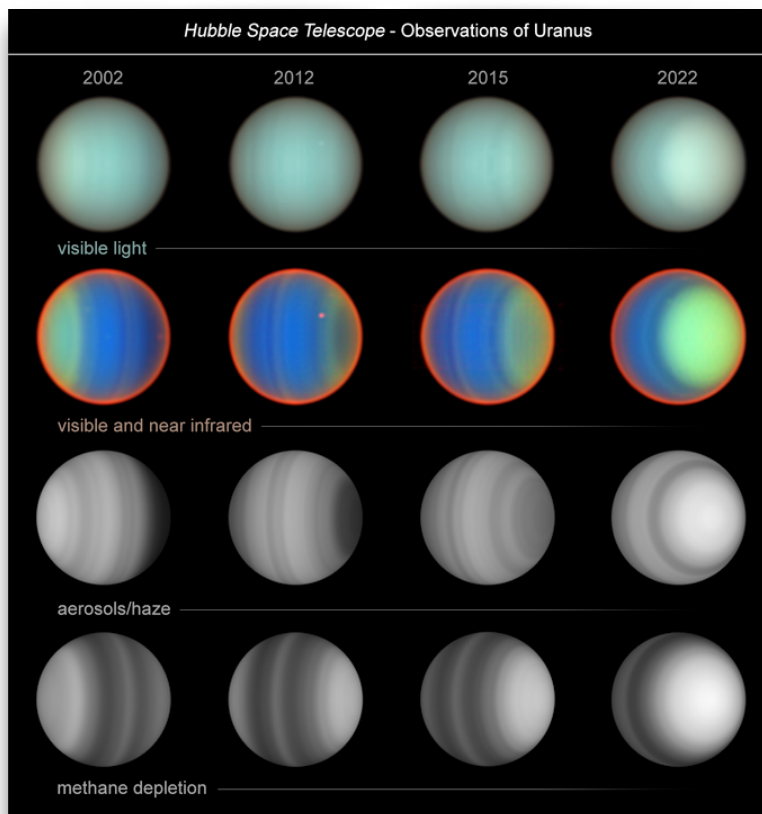 Hubble Space Telescope - Observations of Uranus
2002 2012 2015 2022
visible light
visible and near infrared
aerosols/haze
methane depletion